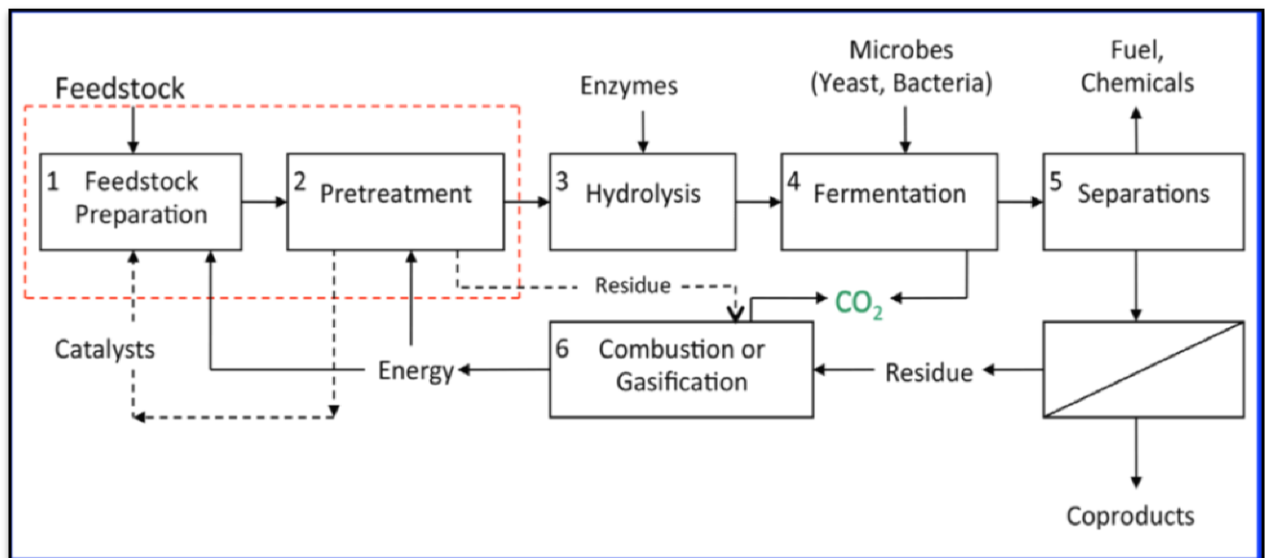 Feedstock
Enzymes
Microbes
(Yeast, Bacteria)
Fuel,
Chemicals
1 Feedstock
Preparation
2 Pretreatment
3 Hydrolysis
4 Fermentation
5 Separations
Residue
CO2
Catalysts
Energy
6 Combustion or
Gasification
Residue
Coproducts